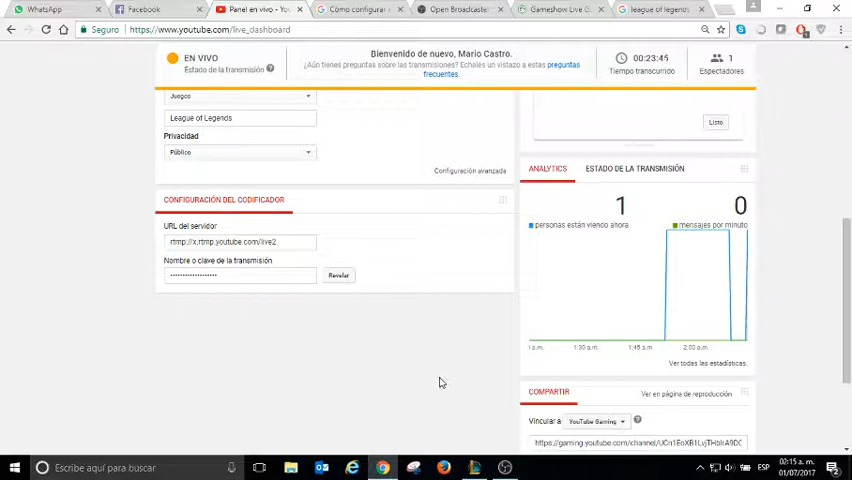 WhatsApp
Facebook
Panel en vivo - You
Cómo configurar
Open Broadcaster
Gameshow Live G
league of legends
Seguro
https://www.youtube.com/live_dashboard
EN VIVO
Estado de la transmisión
Bienvenido de nuevo, Mario Castro.
¿Aún tienes preguntas sobre las transmisiones? Échales un vistazo a estas preguntas
frecuentes.
00:23:45
Tiempo transcurrido
1
Espectadores
Juegos
League of Legends
Privacidad
Público
Configuración avanzada
Listo
ANALYTICS
ESTADO DE LA TRANSMISIÓN
1
0
personas están viendo ahora
mensajes por minuto
a.m.
1:30 a.m.
1:45 a.m.
2:00 a.m.
Ver todas las estadísticas.
CONFIGURACIÓN DEL CODIFICADOR
URL del servidor
rtmp://x.rtmp.youtube.com/live2
Nombre o clave de la transmisión
Revelar
COMPARTIR
Ver en página de reproducción
Vincular a
YouTube Gaming
Escribe aquí para buscar
ESP
02:15 a. m.
01/07/2017
2